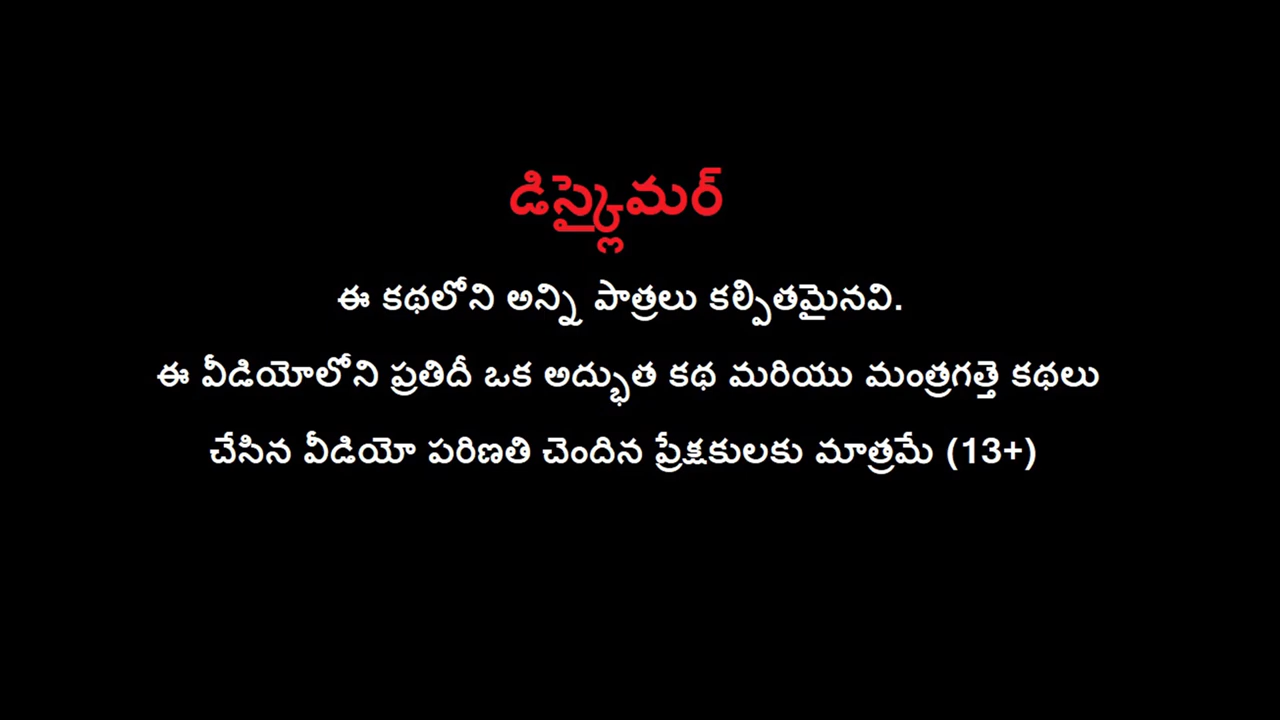 డిస్క్లైమర్
ఈ కథలోని అన్ని పాత్రలు కల్పితమైనవి.
ఈ వీడియోలోని ప్రతిదీ ఒక అద్భుత కథ మరియు మంత్రగత్తె కథలు
చేసిన వీడియో పరిణతి చెందిన ప్రేక్షకులకు మాత్రమే (13+)